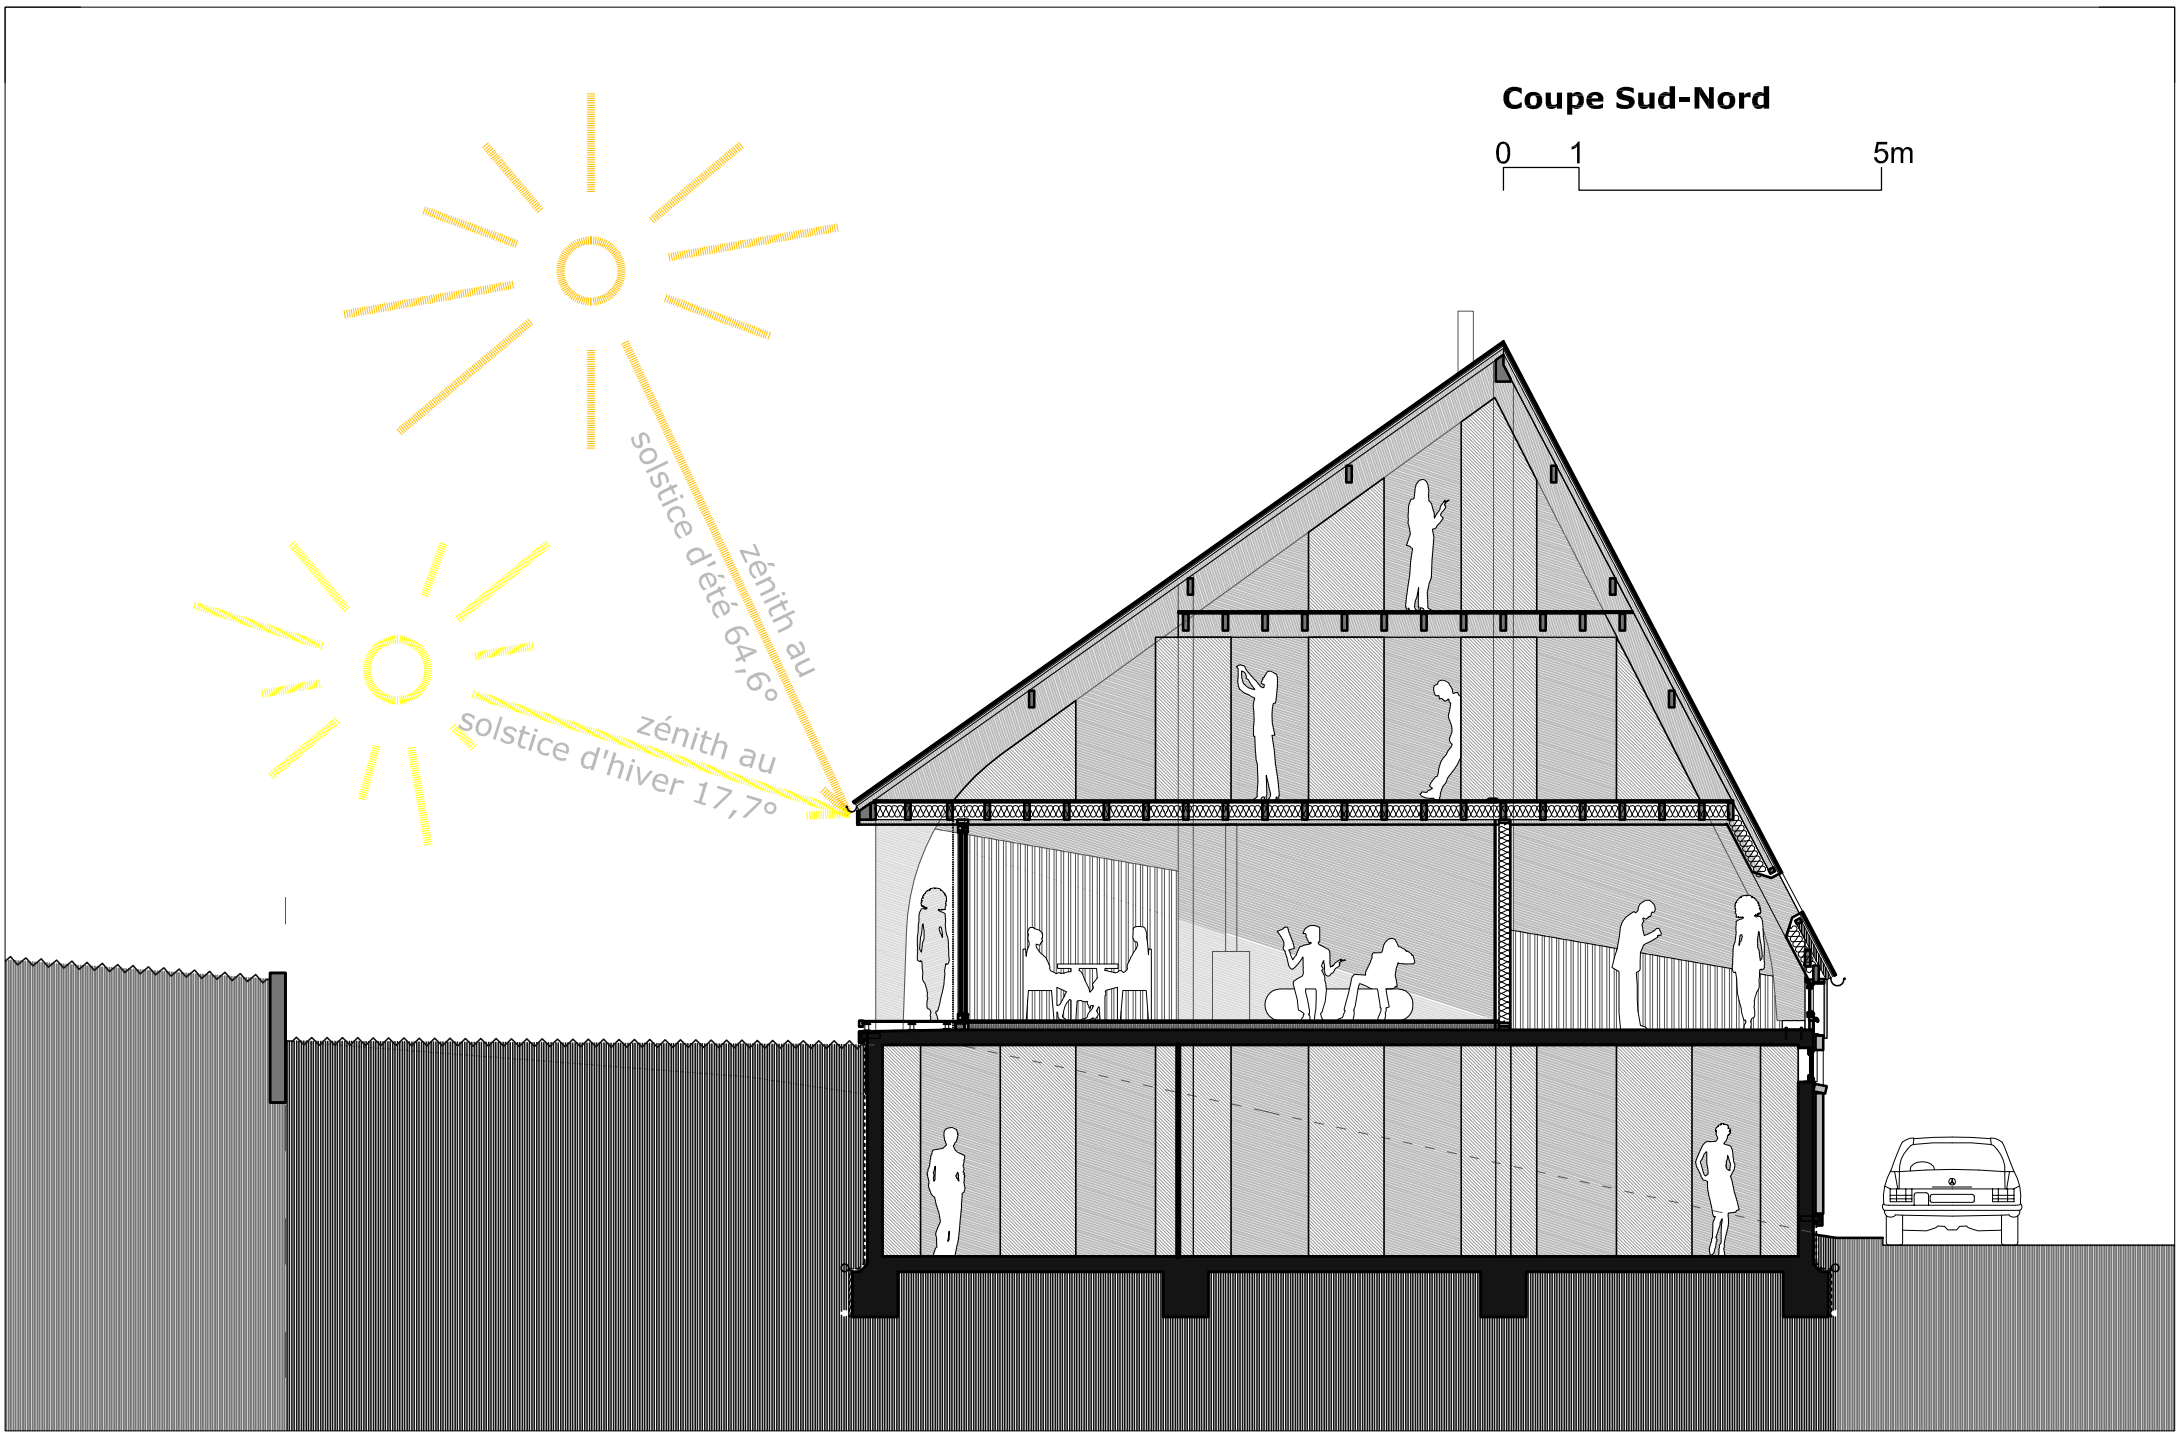 Coupe Sud-Nord
0 1 5m
zénith au
solstice d'été 64,6°
zénith au
solstice d'hiver 17,7°